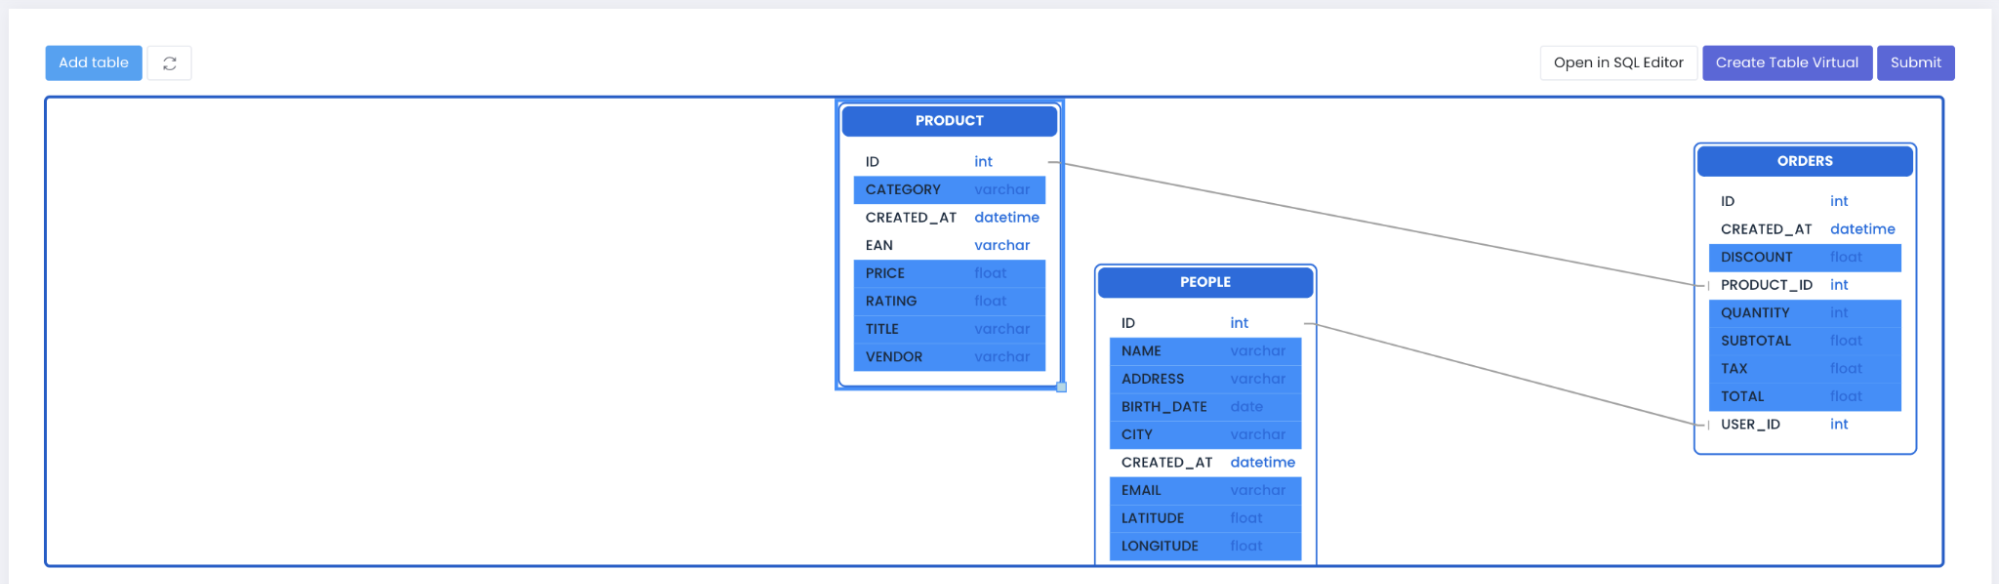 Add table
Open in SQL Editor
Create Table Virtual
Submit
PRODUCT
ID int
CATEGORY varchar
CREATED_AT datetime
EAN varchar
PRICE float
RATING float
TITLE varchar
VENDOR varchar
PEOPLE
ID int
NAME varchar
ADDRESS varchar
BIRTH_DATE date
CITY varchar
CREATED_AT datetime
EMAIL varchar
LATITUDE float
LONGITUDE float
ORDERS
ID int
CREATED_AT datetime
DISCOUNT float
PRODUCT_ID int
QUANTITY int
SUBTOTAL float
TAX float
TOTAL float
USER_ID int